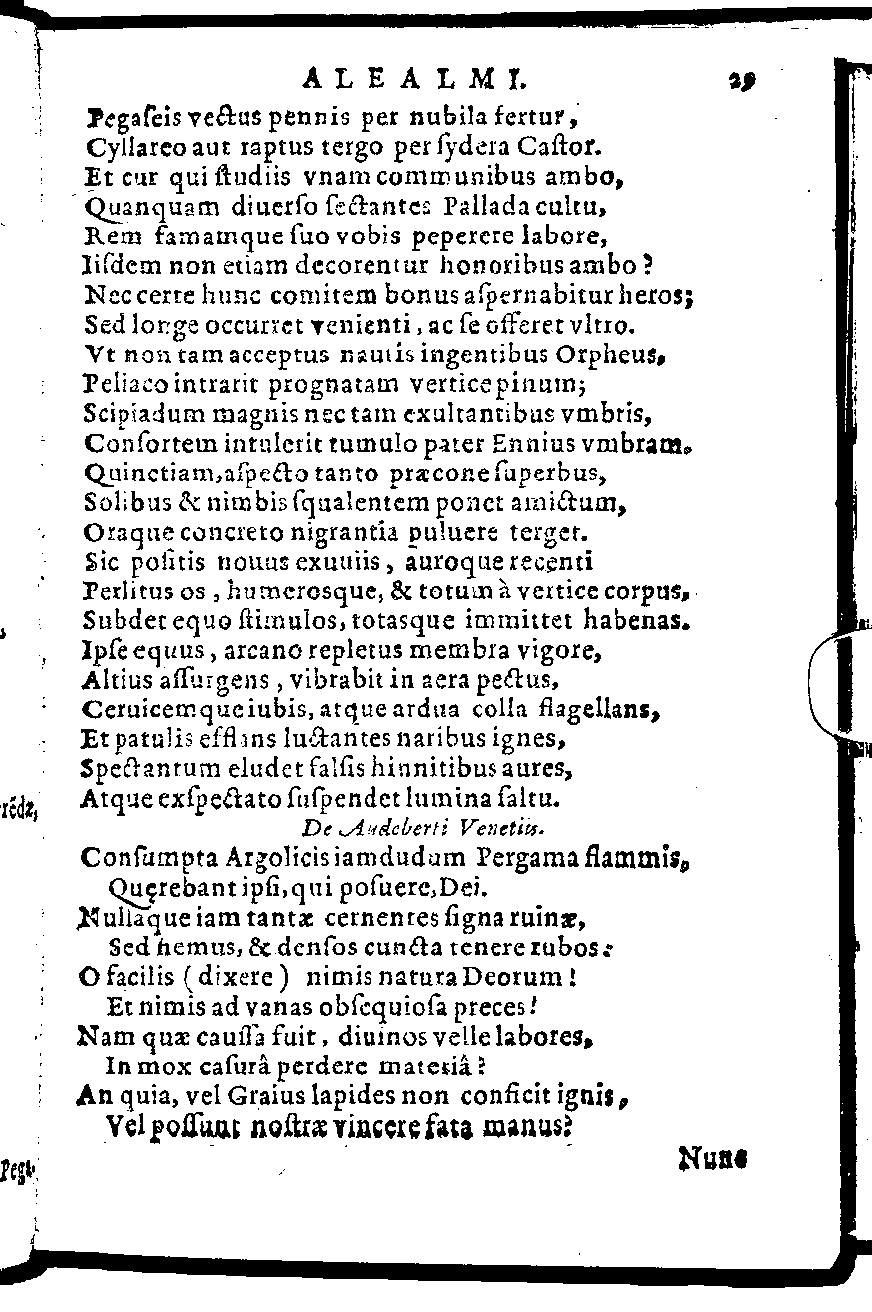 ALEALMI. 29
Pegaſeis vectus pennis per nubila fertur,
Cyllareo aut raptus tergo per ſydera Caſtor.
Et cur qui ſtudiis vnam communibus ambo,
Quanquam diuerſo ſectantes Pallada cultu,
Rem famamque ſuo vobis peperere labore,
Iiſdem non etiam decorentur honoribus ambo?
Nec certe hunc comitem bonus aſpernabitur heros;
Sed longe occurret venienti, ac ſe offeret vltro.
Vt non tam acceptus nautis ingentibus Orpheus,
Peliaco intrarit prognatam vertice pinum;
Scipiadum magnis nec tam exultantibus vmbris,
Conſortem intulerit tumulo pater Ennius vmbram.
Quinetiam, aſpecto tanto præcone ſuperbus,
Solibus & nimbis ſqualentem ponet amictum,
Oraque concreto nigrantia puluere terget.
Sic poſitis nouus exuuiis, auroque recenti
Perlitus os, humerosque, & totum à vertice corpus,
Subdet equo ſtimulos, totasque immittet habenas.
Ipſe equus, arcano repletus membra vigore,
Altius aſſurgens, vibrabit in aera pectus,
Ceruicemque iubis, atque ardua colla flagellans,
Et patulis efflans luctantes naribus ignes,
Spectantum eludet falſis hinnitibus aures,
Atque exſpectato ſuſpendet lumina ſaltu.
De Audeberti Venetiis.
Conſumpta Argolicis iamdudum Pergama flammis,
Quęrebant ipſi, qui poſuere, Dei.
Nullaque iam tantæ cernentes ſigna ruinæ,
Sed hemus, & denſos cuncta tenere rubos:
O facilis (dixere) nimis natura Deorum!
Et nimis ad vanas obſequioſa preces!
Nam quæ cauſſa fuit, diuinos velle labores,
In mox caſurâ perdere materiâ?
An quia, vel Graius lapides non conficit ignis,
Vel poſſunt noſtræ vincere fata manus?
Nunc